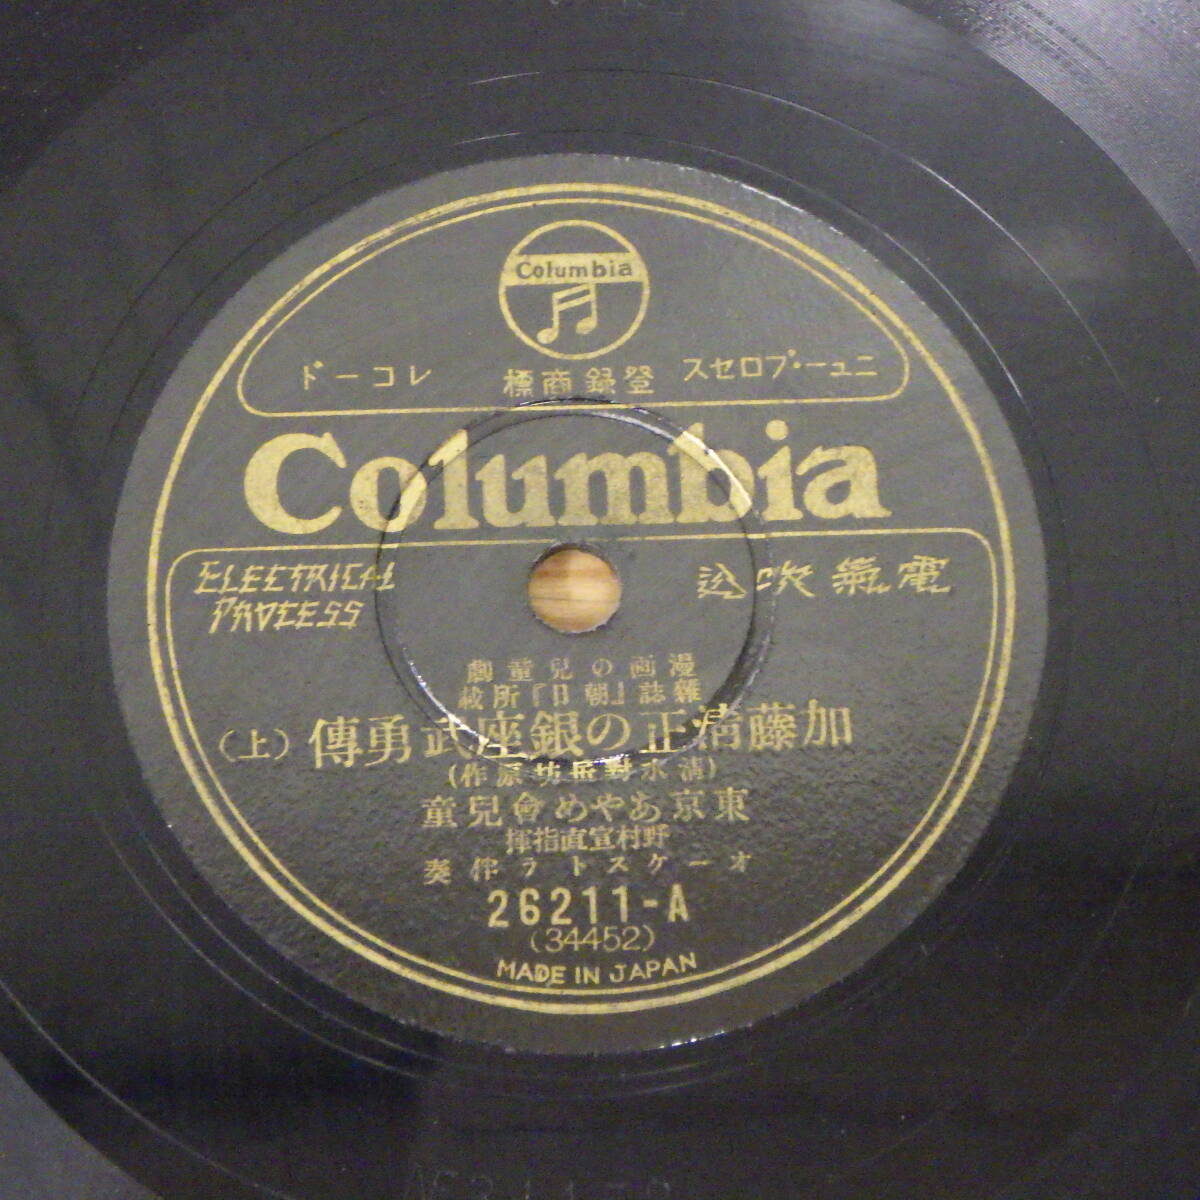 Columbia
ニュー・プロセス 登録商標 レコード
Columbia
ELECTRICAL
PROCESS
電氣吹込
漫画の兒童劇
雜誌『朝日』所載
加藤清正の銀座武勇傳(上)
(清水對岳坊原作)
東京あやめ會兒童
野村宜直指揮
オーケストラ伴奏
26211-A
(34452)
MADE IN JAPAN